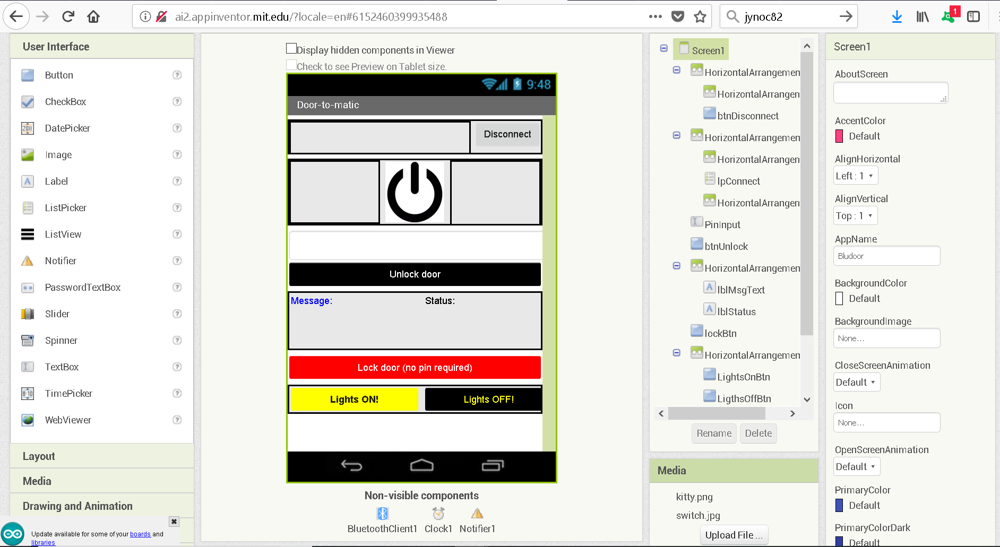 ai2.appinventor.mit.edu/?locale=en#6152460399935488
jynoc82
1
User Interface
Button
CheckBox
DatePicker
Image
Label
ListPicker
ListView
Notifier
PasswordTextBox
Slider
Spinner
TextBox
TimePicker
WebViewer
Layout
Media
Drawing and Animation
Update available for some of your boards and
libraries
Display hidden components in Viewer
Check to see Preview on Tablet size.
9:48
Door-to-matic
Disconnect
Unlock door
Message: Status:
Lock door (no pin required)
Lights ON! Lights OFF!
Non-visible components
BluetoothClient1 Clock1 Notifier1
Screen1
HorizontalArrangemen
HorizontalArrangem
btnDisconnect
HorizontalArrangemen
HorizontalArrangem
lpConnect
HorizontalArrangem
PinInput
btnUnlock
HorizontalArrangemen
lblMsgText
lblStatus
lockBtn
HorizontalArrangemen
LightsOnBtn
LigthsOffBtn
Rename Delete
Media
kitty.png
switch.jpg
Upload File ...
Screen1
AboutScreen
AccentColor
Default
AlignHorizontal
Left : 1
AlignVertical
Top : 1
AppName
Bludoor
BackgroundColor
Default
BackgroundImage
None...
CloseScreenAnimation
Default
Icon
None...
OpenScreenAnimation
Default
PrimaryColor
Default
PrimaryColorDark
Default